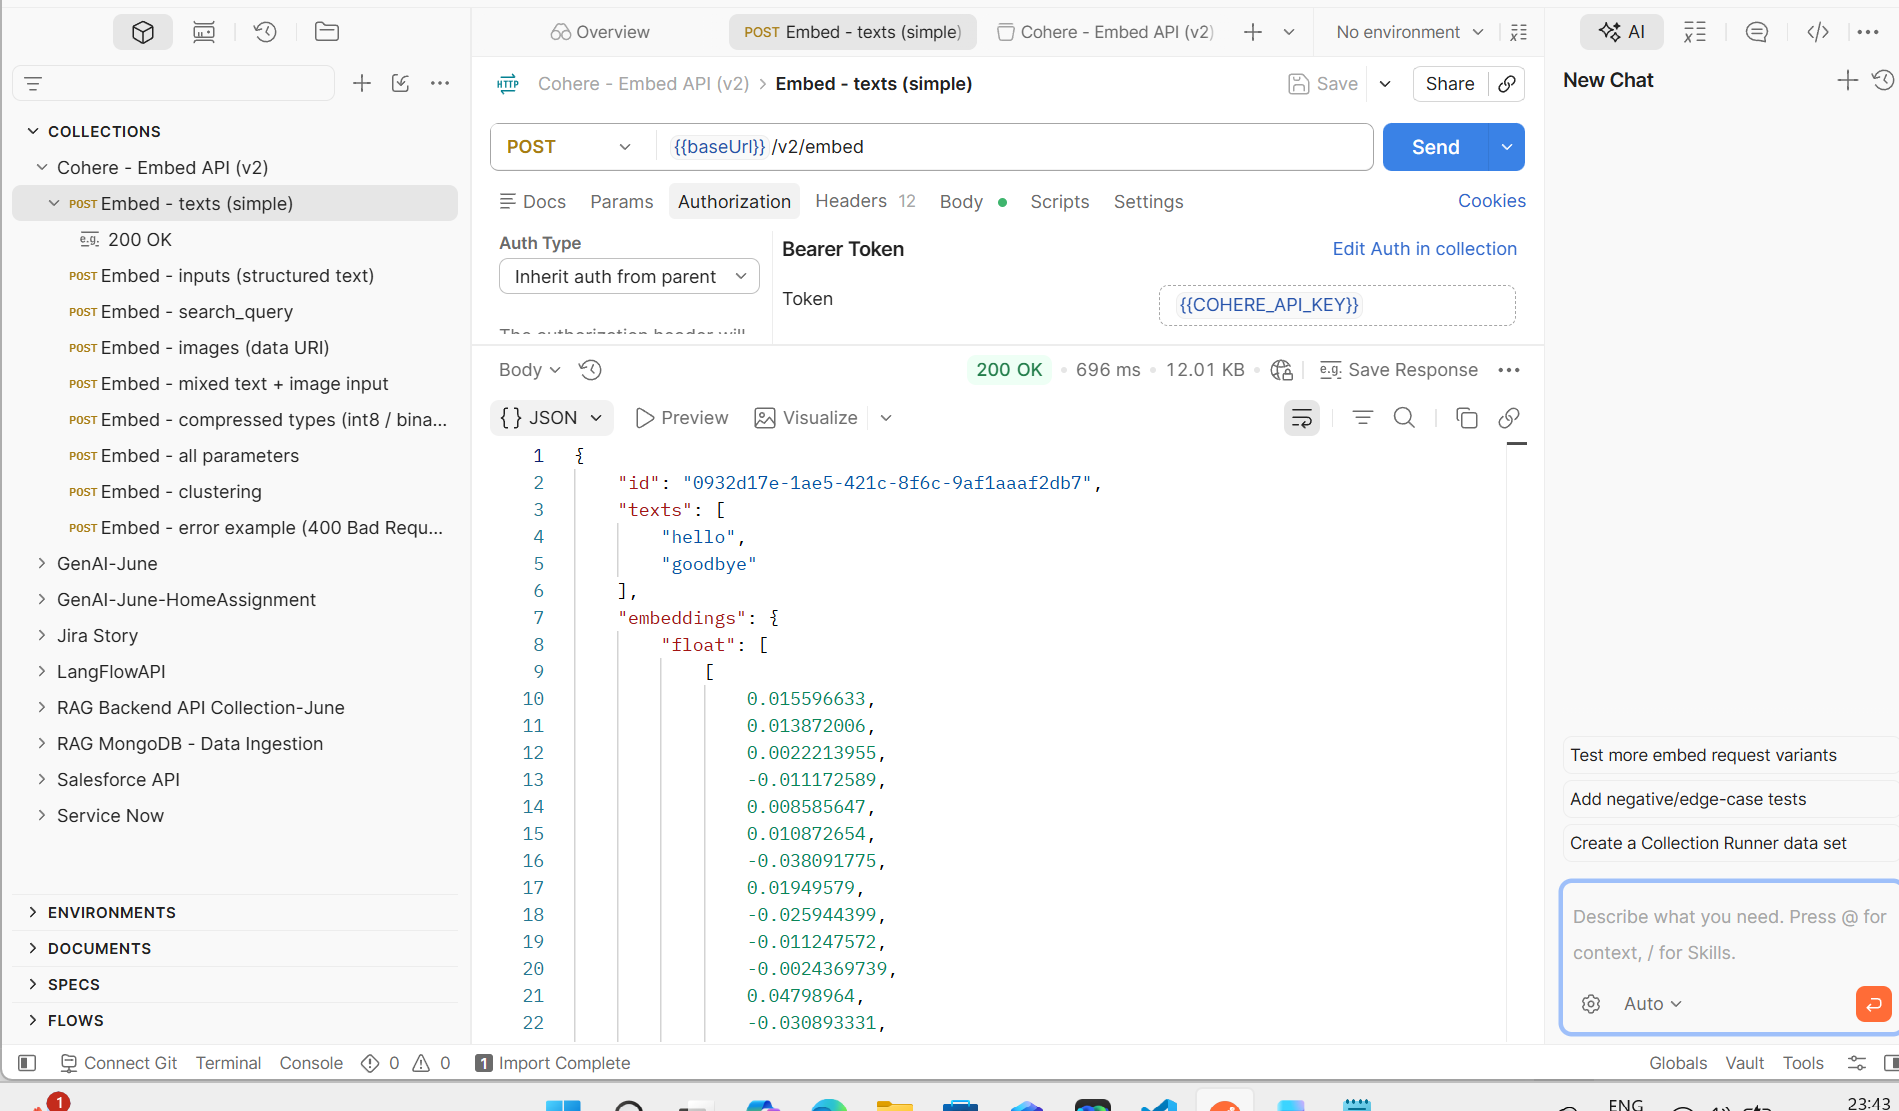 Overview
POST Embed - texts (simple)
Cohere - Embed API (v2)
No environment
AI
COLLECTIONS
Cohere - Embed API (v2)
POST Embed - texts (simple)
e.g. 200 OK
POST Embed - inputs (structured text)
POST Embed - search_query
POST Embed - images (data URI)
POST Embed - mixed text + image input
POST Embed - compressed types (int8 / bina...
POST Embed - all parameters
POST Embed - clustering
POST Embed - error example (400 Bad Requ...
GenAI-June
GenAI-June-HomeAssignment
Jira Story
LangFlowAPI
RAG Backend API Collection-June
RAG MongoDB - Data Ingestion
Salesforce API
Service Now
ENVIRONMENTS
DOCUMENTS
SPECS
FLOWS
HTTP Cohere - Embed API (v2) > Embed - texts (simple)
Save
Share
POST
{{baseUrl}} /v2/embed
Send
Docs Params Authorization Headers 12 Body Scripts Settings Cookies
Auth Type
Inherit auth from parent
The authorization header will
Bearer Token
Edit Auth in collection
Token
{{COHERE_API_KEY}}
Body
200 OK • 696 ms • 12.01 KB
e.g. Save Response
{} JSON Preview Visualize
1 {
2 "id": "0932d17e-1ae5-421c-8f6c-9af1aaaf2db7",
3 "texts": [
4 "hello",
5 "goodbye"
6 ],
7 "embeddings": {
8 "float": [
9 [
10 0.015596633,
11 0.013872006,
12 0.0022213955,
13 -0.011172589,
14 0.008585647,
15 0.010872654,
16 -0.038091775,
17 0.01949579,
18 -0.025944399,
19 -0.011247572,
20 -0.0024369739,
21 0.04798964,
22 -0.030893331,
New Chat
Test more embed request variants
Add negative/edge-case tests
Create a Collection Runner data set
Describe what you need. Press @ for
context, / for Skills.
Auto
Connect Git Terminal Console 0 0 1 Import Complete
Globals Vault Tools
1
ENG
23:43